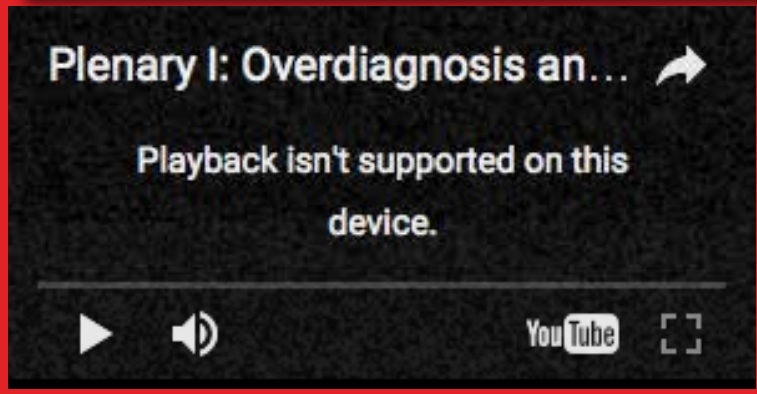 Plenary I: Overdiagnosis an...
Playback isn't supported on this
device.
YouTube